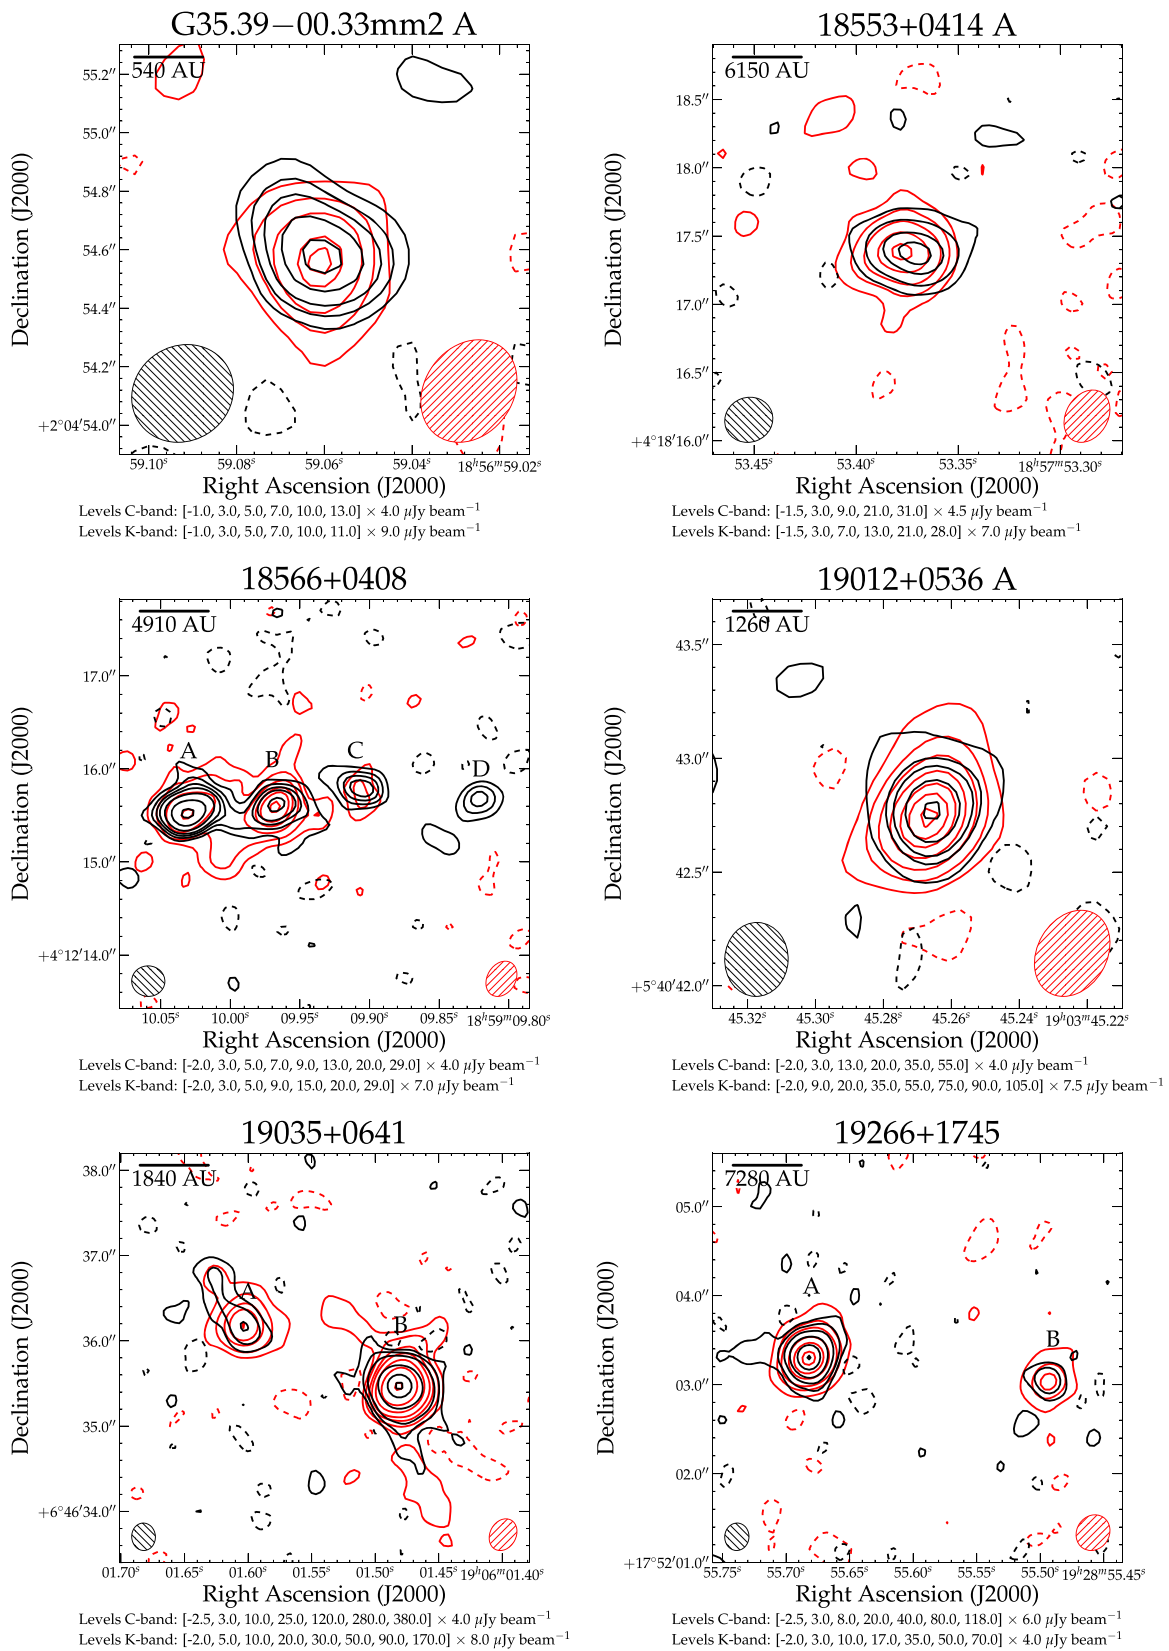 G35.39−00.33mm2 A
540 AU
Declination (J2000)
55.2″
55.0″
54.8″
54.6″
54.4″
54.2″
+2°04′54.0″
59.10ˢ 59.08ˢ 59.06ˢ 59.04ˢ 18ʰ56ᵐ59.02ˢ
Right Ascension (J2000)
Levels C-band: [-1.0, 3.0, 5.0, 7.0, 10.0, 13.0] × 4.0 μJy beam⁻¹
Levels K-band: [-1.0, 3.0, 5.0, 7.0, 10.0, 11.0] × 9.0 μJy beam⁻¹
18553+0414 A
6150 AU
Declination (J2000)
18.5″
18.0″
17.5″
17.0″
16.5″
+4°18′16.0″
53.45ˢ 53.40ˢ 53.35ˢ 18ʰ57ᵐ53.30ˢ
Right Ascension (J2000)
Levels C-band: [-1.5, 3.0, 9.0, 21.0, 31.0] × 4.5 μJy beam⁻¹
Levels K-band: [-1.5, 3.0, 7.0, 13.0, 21.0, 28.0] × 7.0 μJy beam⁻¹
18566+0408
4910 AU
Declination (J2000)
17.0″
16.0″
15.0″
+4°12′14.0″
A
B
C
D
10.05ˢ 10.00ˢ 09.95ˢ 09.90ˢ 18ʰ59ᵐ09.80ˢ
Right Ascension (J2000)
Levels C-band: [-2.0, 3.0, 5.0, 7.0, 9.0, 13.0, 20.0, 29.0] × 4.0 μJy beam⁻¹
Levels K-band: [-2.0, 3.0, 5.0, 9.0, 15.0, 20.0, 29.0] × 7.0 μJy beam⁻¹
19012+0536 A
1260 AU
Declination (J2000)
43.5″
43.0″
42.5″
+5°40′42.0″
45.32ˢ 45.30ˢ 45.28ˢ 45.26ˢ 45.24ˢ 19ʰ03ᵐ45.22ˢ
Right Ascension (J2000)
Levels C-band: [-2.0, 3.0, 13.0, 20.0, 35.0, 55.0] × 4.0 μJy beam⁻¹
Levels K-band: [-2.0, 9.0, 20.0, 35.0, 55.0, 75.0, 90.0, 105.0] × 7.5 μJy beam⁻¹
19035+0641
1840 AU
Declination (J2000)
38.0″
37.0″
36.0″
35.0″
+6°46′34.0″
A
B
01.70ˢ 01.65ˢ 01.60ˢ 01.55ˢ 01.50ˢ 19ʰ06ᵐ01.40ˢ
Right Ascension (J2000)
Levels C-band: [-2.5, 3.0, 10.0, 25.0, 120.0, 280.0, 380.0] × 4.0 μJy beam⁻¹
Levels K-band: [-2.0, 5.0, 10.0, 20.0, 30.0, 50.0, 90.0, 170.0] × 8.0 μJy beam⁻¹
19266+1745
7280 AU
Declination (J2000)
05.0″
04.0″
03.0″
02.0″
+17°52′01.0″
A
B
55.75ˢ 55.70ˢ 55.65ˢ 55.60ˢ 55.55ˢ 55.50ˢ 19ʰ28ᵐ55.45ˢ
Right Ascension (J2000)
Levels C-band: [-2.5, 3.0, 8.0, 20.0, 40.0, 80.0, 118.0] × 6.0 μJy beam⁻¹
Levels K-band: [-2.0, 3.0, 10.0, 17.0, 35.0, 50.0, 70.0] × 4.0 μJy beam⁻¹